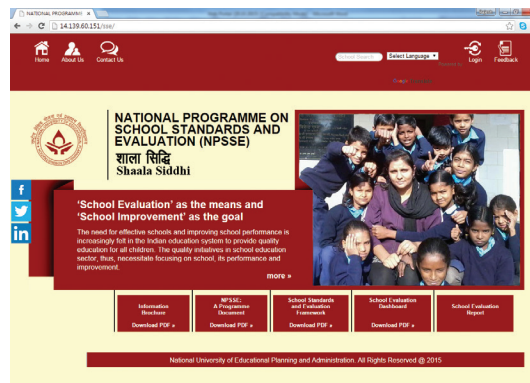 NATIONAL PROGRAMME
14.139.60.151/sse/
Home
About Us
Contact Us
School Search
Select Language
Login
Feedback
NATIONAL PROGRAMME ON
SCHOOL STANDARDS AND
EVALUATION (NPSSE)
शाला सिद्धि
Shaala Siddhi
‘School Evaluation’ as the means and
‘School Improvement’ as the goal
The need for effective schools and improving school performance is
increasingly felt in the Indian education system to provide quality
education for all children. The quality initiatives in school education
sector, thus, necessitate focusing on school, its performance and
improvement.
more »
Information
Brochure
Download PDF »
NPSSE:
A Programme
Document
Download PDF »
School Standards
and Evaluation
Framework
Download PDF »
School Evaluation
Dashboard
Download PDF »
School Evaluation
Report
National University of Educational Planning and Administration. All Rights Reserved @ 2015